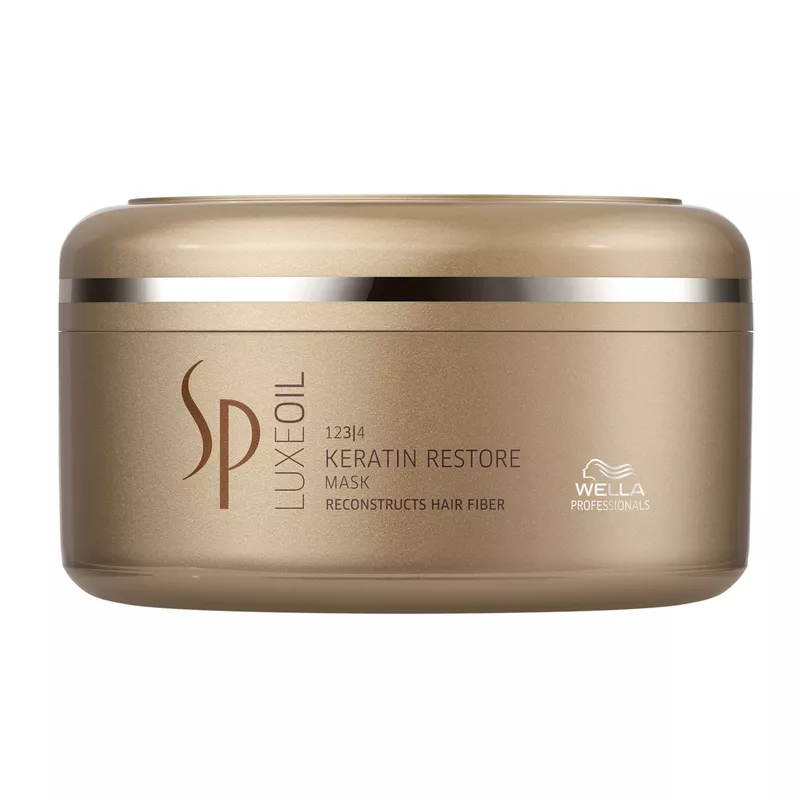 SP
LUXEOIL
123|4
KERATIN RESTORE
MASK
RECONSTRUCTS HAIR FIBER
WELLA
PROFESSIONALS